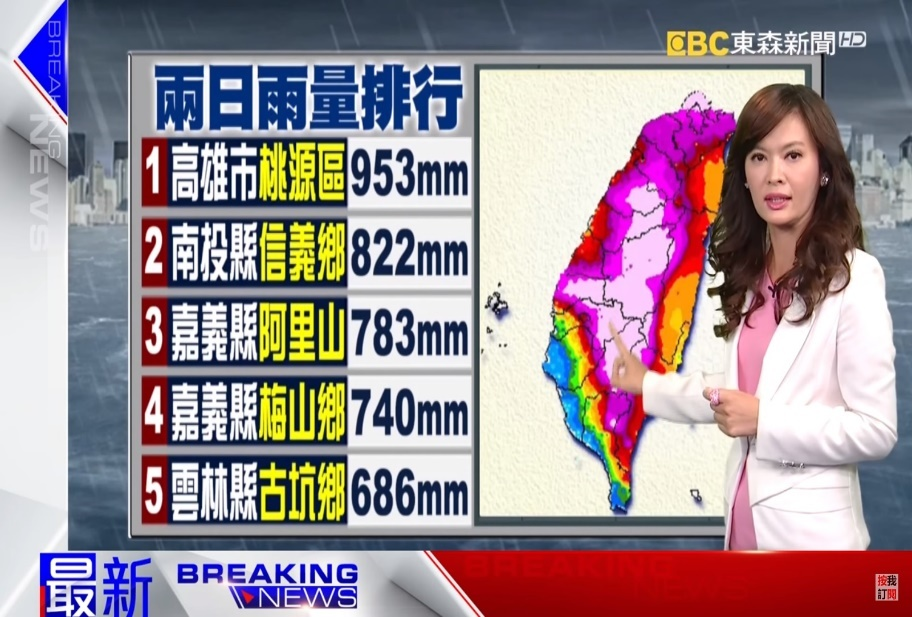 EBC東森新聞HD
兩日雨量排行
1 高雄市桃源區 953mm
2 南投縣信義鄉 822mm
3 嘉義縣阿里山 783mm
4 嘉義縣梅山鄉 740mm
5 雲林縣古坑鄉 686mm
BREAKING NEWS
最新 BREAKING NEWS
BREAKING
NEWS
按我
訂閱